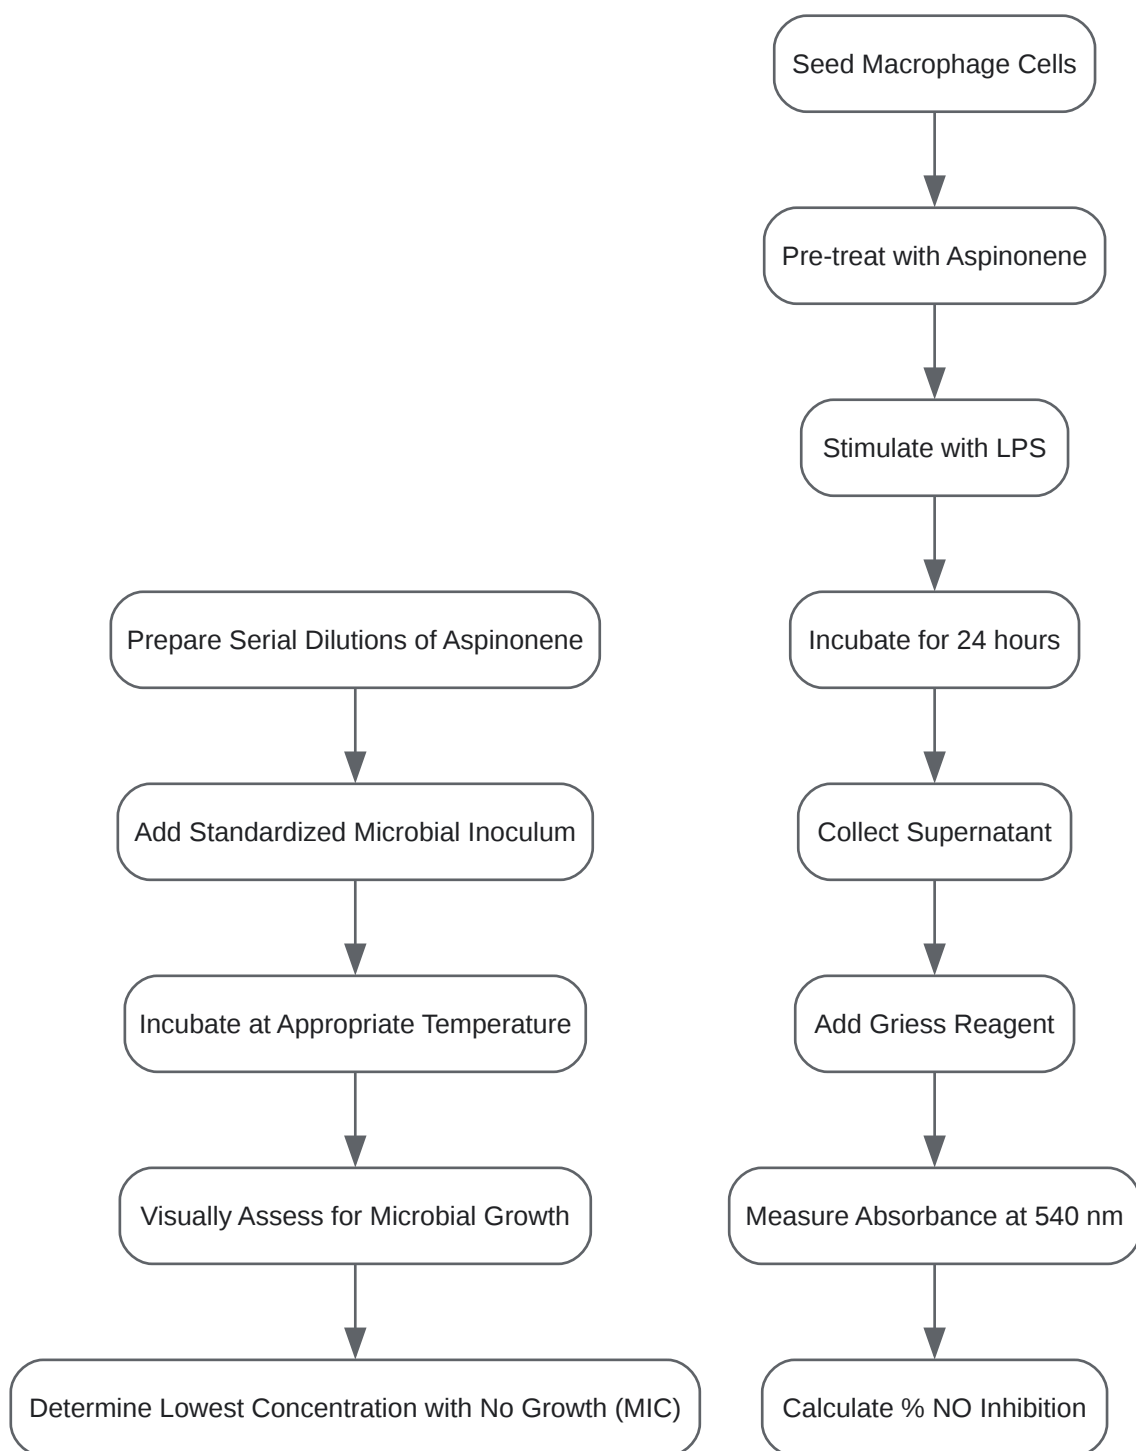 Seed Macrophage Cells
Pre-treat with Aspinonene
Stimulate with LPS
Incubate for 24 hours
Collect Supernatant
Add Griess Reagent
Measure Absorbance at 540 nm
Calculate % NO Inhibition
Prepare Serial Dilutions of Aspinonene
Add Standardized Microbial Inoculum
Incubate at Appropriate Temperature
Visually Assess for Microbial Growth
Determine Lowest Concentration with No Growth (MIC)